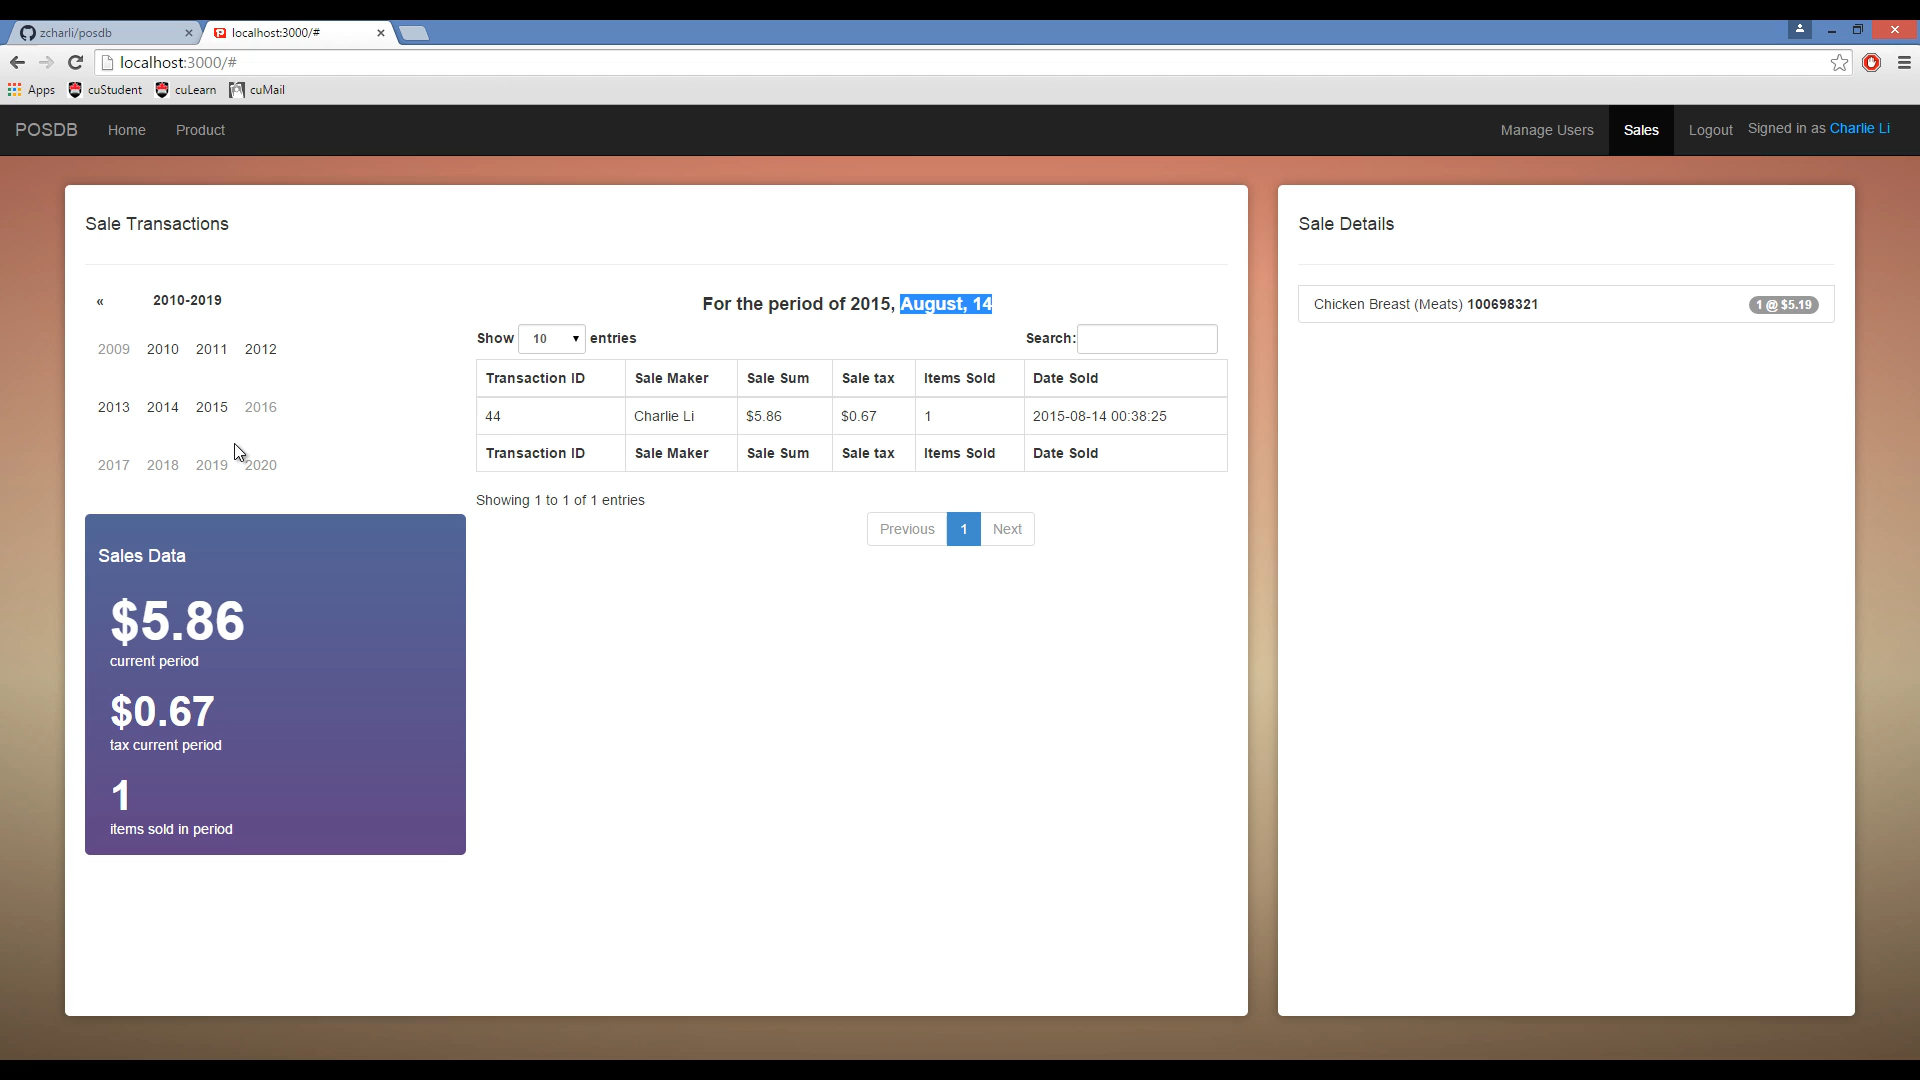 zcharli/posdb
localhost:3000/#
localhost:3000/#
Apps cuStudent cuLearn cuMail
POSDB Home Product Manage Users Sales Logout Signed in as Charlie Li
Sale Transactions
« 2010-2019
2009 2010 2011 2012
2013 2014 2015 2016
2017 2018 2019 2020
Sales Data
$5.86
current period
$0.67
tax current period
1
items sold in period
For the period of 2015, August, 14
Show 10 entries Search:
Transaction ID Sale Maker Sale Sum Sale tax Items Sold Date Sold
44 Charlie Li $5.86 $0.67 1 2015-08-14 00:38:25
Transaction ID Sale Maker Sale Sum Sale tax Items Sold Date Sold
Showing 1 to 1 of 1 entries
Previous 1 Next
Sale Details
Chicken Breast (Meats) 100698321 1 @ $5.19